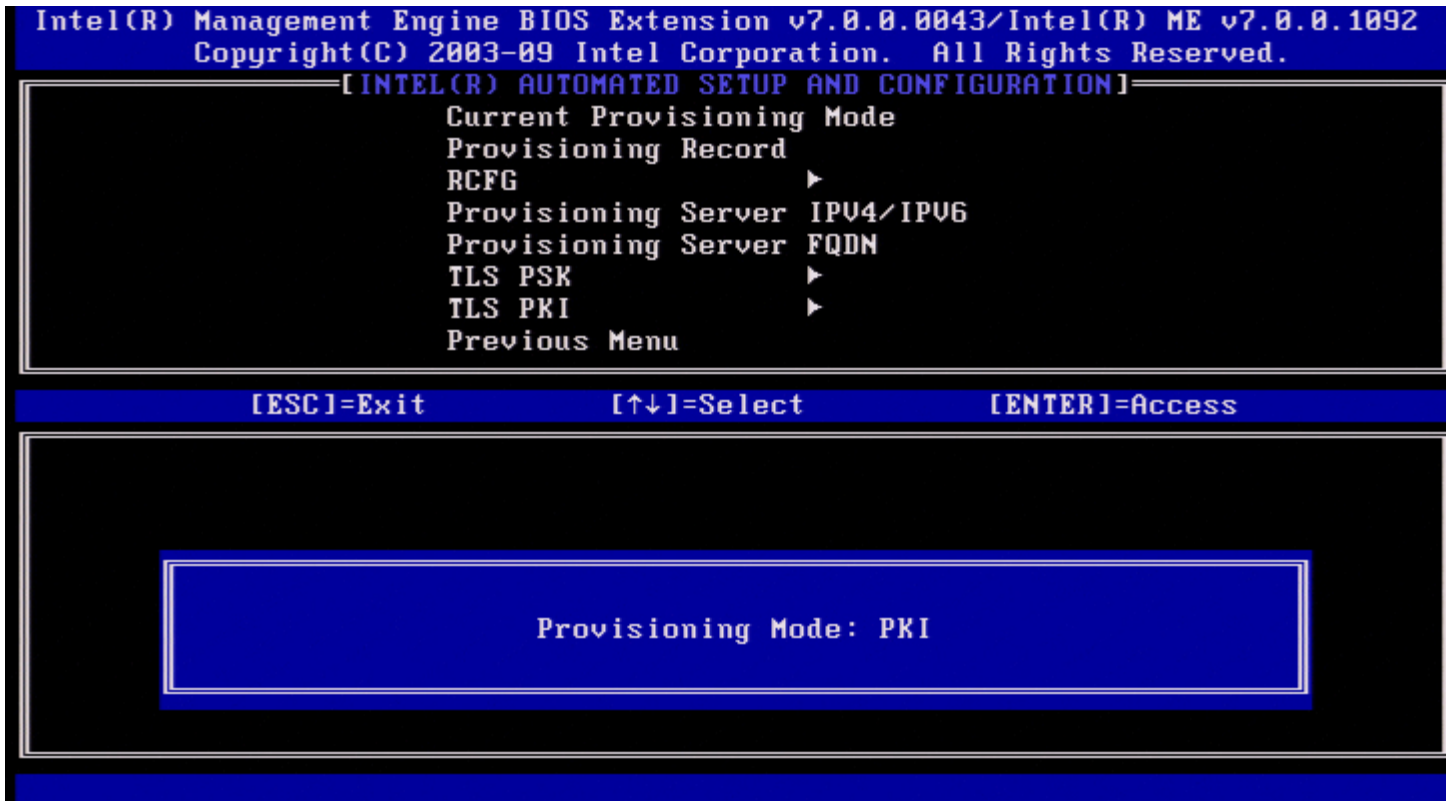 Intel(R) Management Engine BIOS Extension v7.0.0.0043/Intel(R) ME v7.0.0.1092
Copyright(C) 2003-09 Intel Corporation. All Rights Reserved.
[INTEL(R) AUTOMATED SETUP AND CONFIGURATION]
Current Provisioning Mode
Provisioning Record
RCFG ►
Provisioning Server IPV4/IPV6
Provisioning Server FQDN
TLS PSK ►
TLS PKI ►
Previous Menu
[ESC]=Exit [↑↓]=Select [ENTER]=Access
Provisioning Mode: PKI